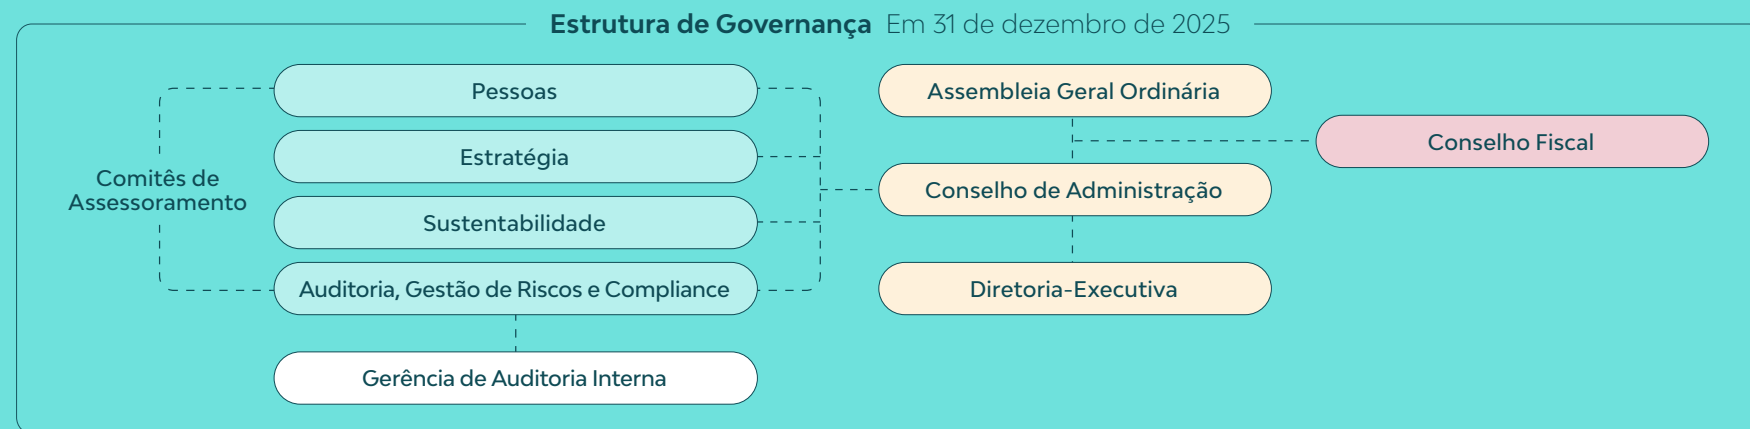 Estrutura de Governança Em 31 de dezembro de 2025
Comitês de
Assessoramento
Pessoas
Estratégia
Sustentabilidade
Auditoria, Gestão de Riscos e Compliance
Gerência de Auditoria Interna
Assembleia Geral Ordinária
Conselho Fiscal
Conselho de Administração
Diretoria-Executiva